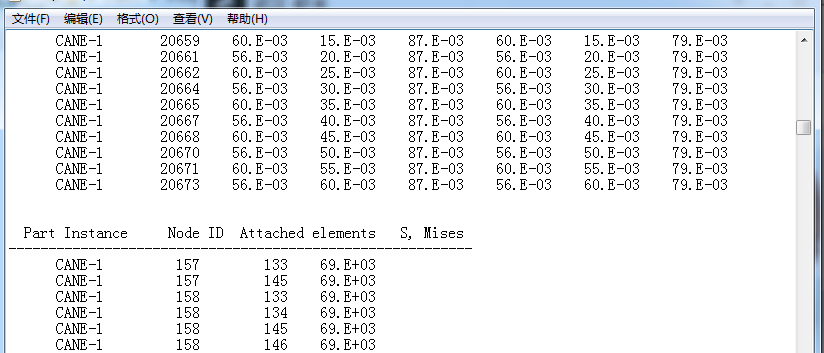 文件(F) 编辑(E) 格式(O) 查看(V) 帮助(H)
CANE-1 20659 60.E-03 15.E-03 87.E-03 60.E-03 15.E-03 79.E-03
CANE-1 20661 56.E-03 20.E-03 87.E-03 56.E-03 20.E-03 79.E-03
CANE-1 20662 60.E-03 25.E-03 87.E-03 60.E-03 25.E-03 79.E-03
CANE-1 20664 56.E-03 30.E-03 87.E-03 56.E-03 30.E-03 79.E-03
CANE-1 20665 60.E-03 35.E-03 87.E-03 60.E-03 35.E-03 79.E-03
CANE-1 20667 56.E-03 40.E-03 87.E-03 56.E-03 40.E-03 79.E-03
CANE-1 20668 60.E-03 45.E-03 87.E-03 60.E-03 45.E-03 79.E-03
CANE-1 20670 56.E-03 50.E-03 87.E-03 56.E-03 50.E-03 79.E-03
CANE-1 20671 60.E-03 55.E-03 87.E-03 60.E-03 55.E-03 79.E-03
CANE-1 20673 56.E-03 60.E-03 87.E-03 56.E-03 60.E-03 79.E-03
Part Instance Node ID Attached elements S, Mises
-----------------------------------------------------------
CANE-1 157 133 69.E+03
CANE-1 157 145 69.E+03
CANE-1 158 133 69.E+03
CANE-1 158 134 69.E+03
CANE-1 158 145 69.E+03
CANE-1 158 146 69.E+03